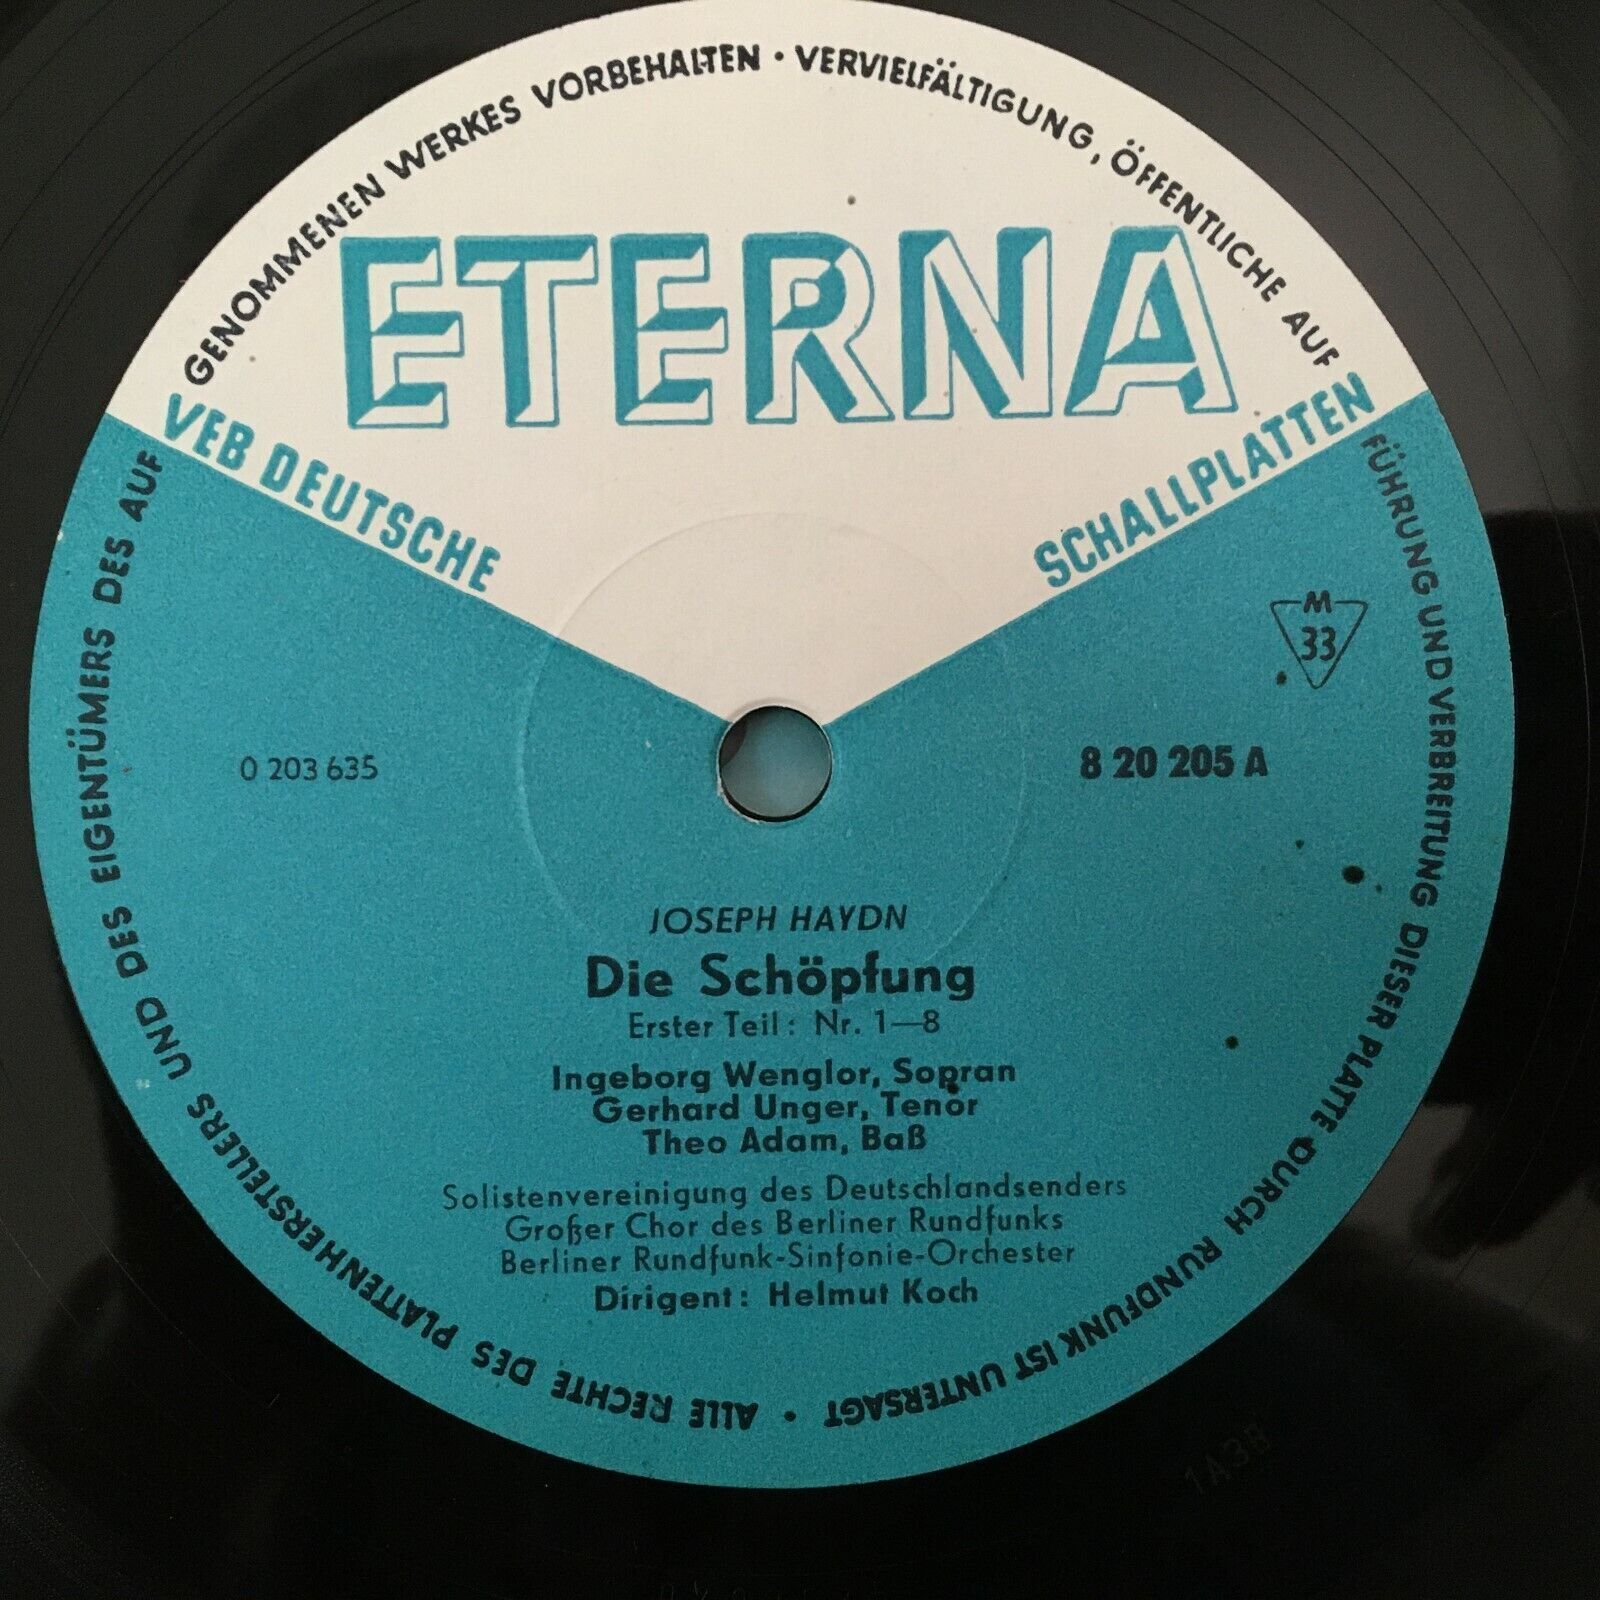 ALLE RECHTE DES PLATTENHERSTELLERS UND DES EIGENTÜMERS DES AUF GENOMMENEN WERKES VORBEHALTEN · VERVIELFÄLTIGUNG, ÖFFENTLICHE AUF FÜHRUNG UND VERBREITUNG DIESER PLATTE DURCH RUNDFUNK IST UNTERSAGT ·
ETERNA
VEB DEUTSCHE SCHALLPLATTEN
M
33
0 203 635
8 20 205 A
JOSEPH HAYDN
Die Schöpfung
Erster Teil: Nr. 1—8
Ingeborg Wenglor, Sopran
Gerhard Unger, Tenor
Theo Adam, Baß
Solistenvereinigung des Deutschlandsenders
Großer Chor des Berliner Rundfunks
Berliner Rundfunk-Sinfonie-Orchester
Dirigent: Helmut Koch